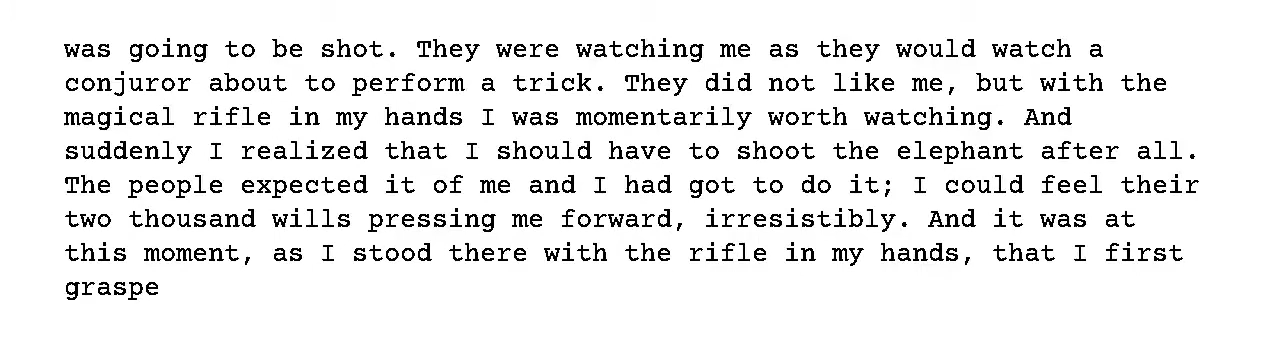 was going to be shot. They were watching me as they would watch a
conjuror about to perform a trick. They did not like me, but with the
magical rifle in my hands I was momentarily worth watching. And
suddenly I realized that I should have to shoot the elephant after all.
The people expected it of me and I had got to do it; I could feel their
two thousand wills pressing me forward, irresistibly. And it was at
this moment, as I stood there with the rifle in my hands, that I first
graspe